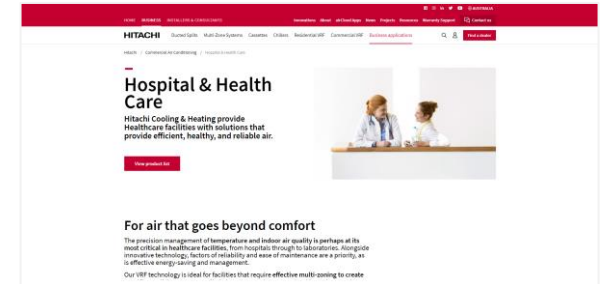 AUSTRALIA
HOME BUSINESS INSTALLERS & CONSULTANTS Innovations About airCloud Apps News Projects Resources Warranty Support Contact us
HITACHI Ducted Splits Multi Zone Systems Cassettes Chillers Residential VRF Commercial VRF Business applications Find a dealer
Hitachi / Commercial Air Conditioning / Hospital & Health Care
Hospital & Health
Care
Hitachi Cooling & Heating provide
Healthcare facilities with solutions that
provide efficient, healthy, and reliable air.
View product list
For air that goes beyond comfort
The precision management of temperature and indoor air quality is perhaps at its
most critical in healthcare facilities, from hospitals through to laboratories. Alongside
innovative technology, factors of reliability and ease of maintenance are a priority, as
is effective energy-saving and management.
Our VRF technology is ideal for facilities that require effective multi-zoning to create